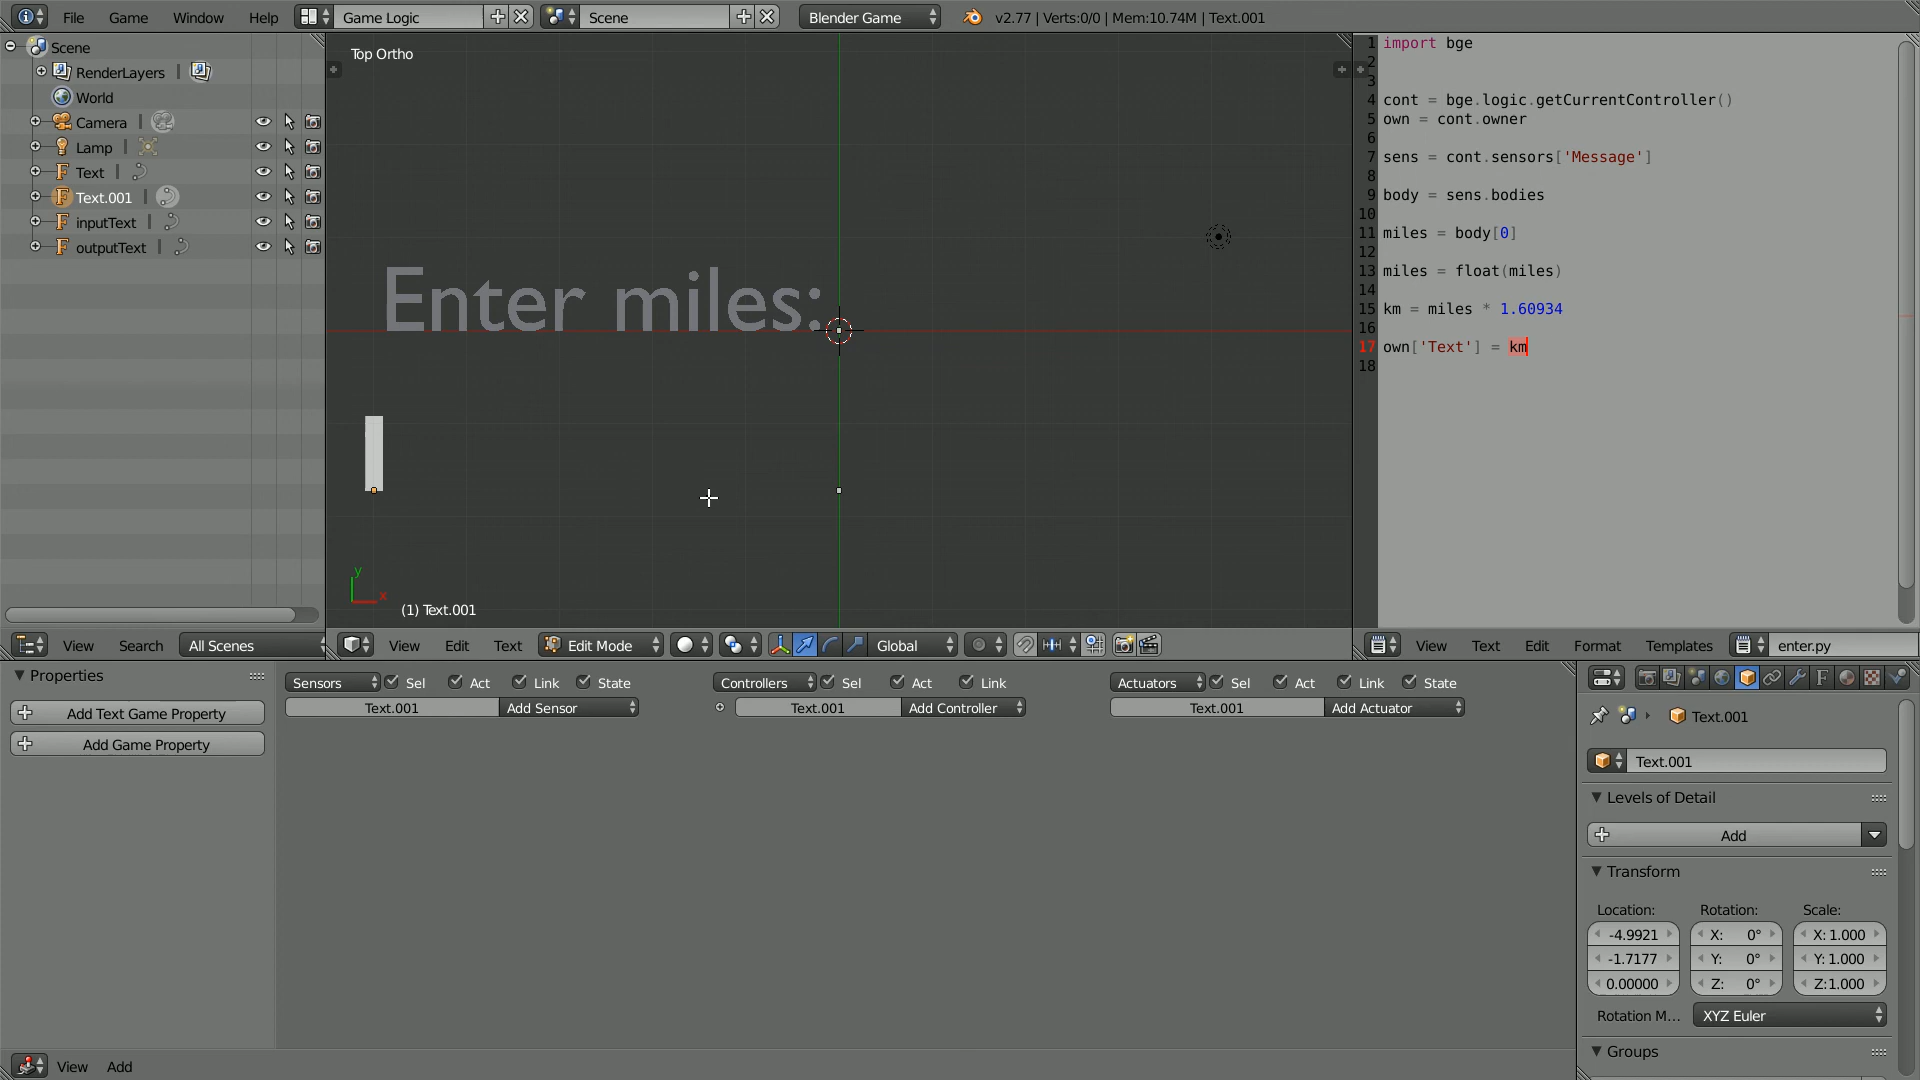 File Game Window Help Game Logic Scene Blender Game v2.77 | Verts:0/0 | Mem:10.74M | Text.001
Scene
RenderLayers
World
Camera
Lamp
Text
Text.001
inputText
outputText
View Search All Scenes
Top Ortho
Enter miles:
y
x
(1) Text.001
View Edit Text Edit Mode Global
1 import bge
2
3
4 cont = bge.logic.getCurrentController()
5 own = cont.owner
6
7 sens = cont.sensors['Message']
8
9 body = sens.bodies
10
11 miles = body[0]
12
13 miles = float(miles)
14
15 km = miles * 1.60934
16
17 own['Text'] = km
18
View Text Edit Format Templates enter.py
Properties
Add Text Game Property
Add Game Property
Sensors Sel Act Link State
Text.001 Add Sensor
Controllers Sel Act Link
Text.001 Add Controller
Actuators Sel Act Link State
Text.001 Add Actuator
View Add
Text.001
Text.001
Levels of Detail
Add
Transform
Location: Rotation: Scale:
-4.9921 X: 0° X: 1.000
-1.7177 Y: 0° Y: 1.000
0.00000 Z: 0° Z:1.000
Rotation M... XYZ Euler
Groups